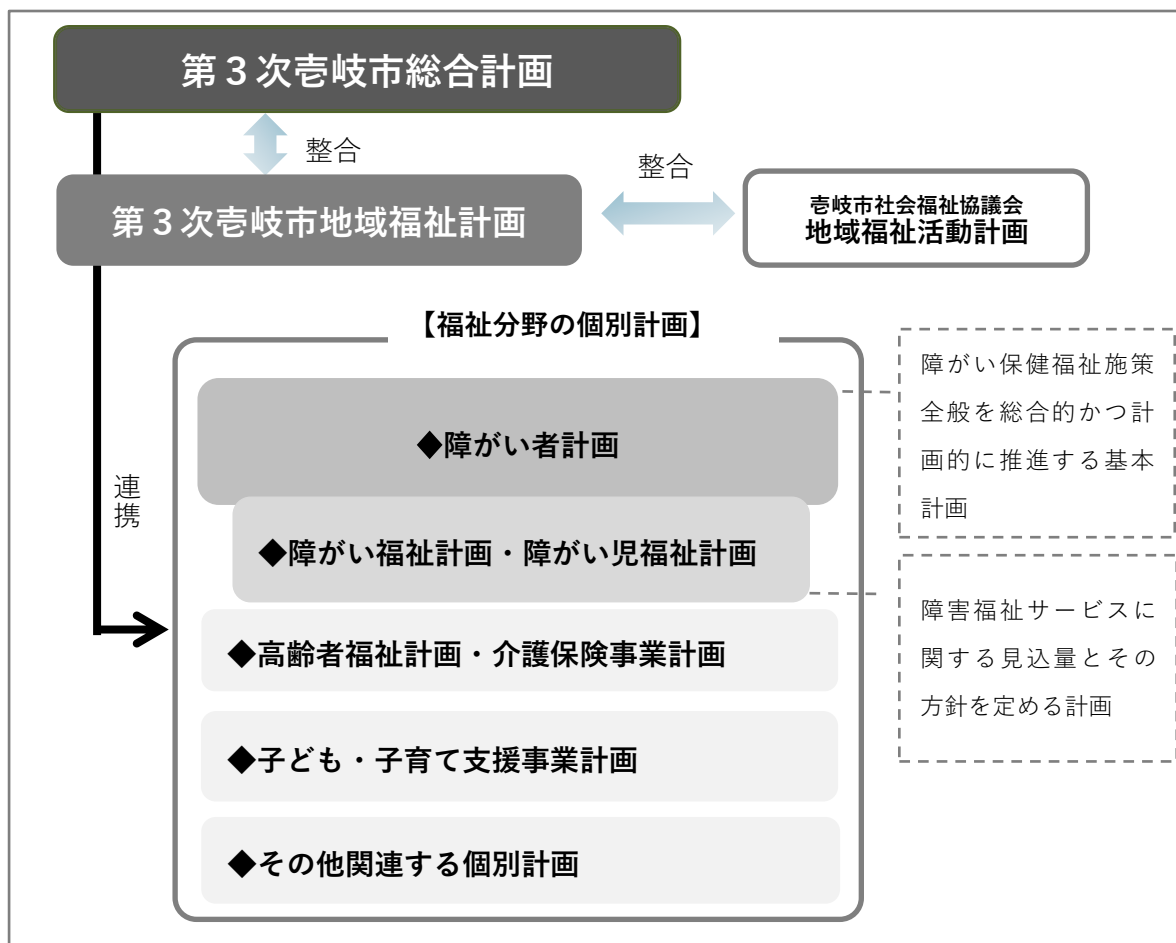 第３次壱岐市総合計画
整合
第３次壱岐市地域福祉計画
整合
壱岐市社会福祉協議会
地域福祉活動計画
【福祉分野の個別計画】
連携
◆障がい者計画
障がい保健福祉施策
全般を総合的かつ計
画的に推進する基本
計画
◆障がい福祉計画・障がい児福祉計画
障害福祉サービスに
関する見込量とその
方針を定める計画
◆高齢者福祉計画・介護保険事業計画
◆子ども・子育て支援事業計画
◆その他関連する個別計画